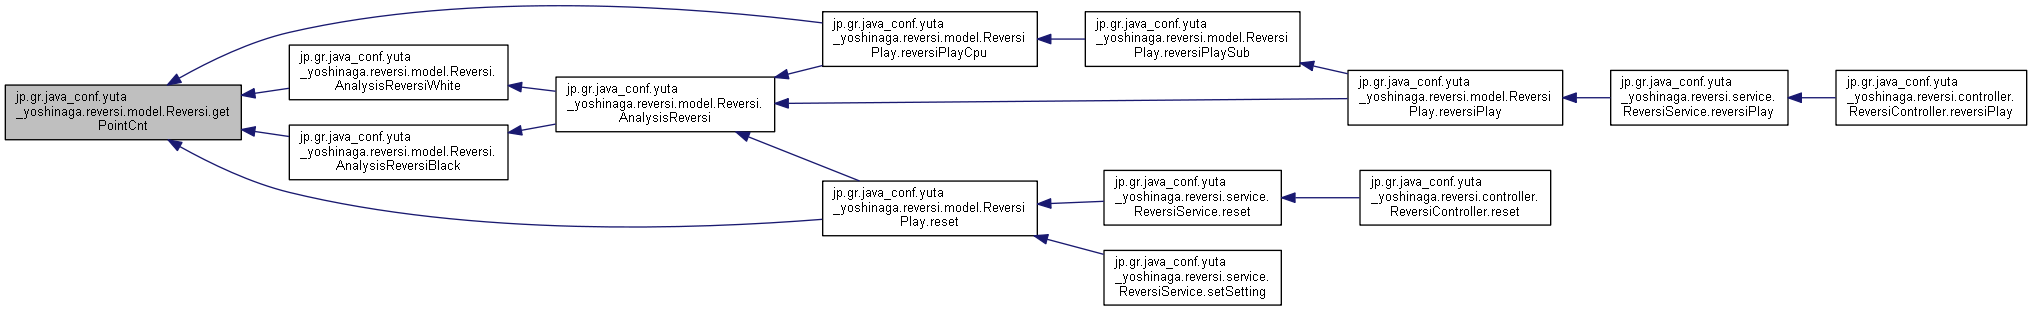 jp.gr.java_conf.yuta
_yoshinaga.reversi.model.Reversi.get
PointCnt
jp.gr.java_conf.yuta
_yoshinaga.reversi.model.Reversi.
AnalysisReversiWhite
jp.gr.java_conf.yuta
_yoshinaga.reversi.model.Reversi.
AnalysisReversiBlack
jp.gr.java_conf.yuta
_yoshinaga.reversi.model.Reversi.
AnalysisReversi
jp.gr.java_conf.yuta
_yoshinaga.reversi.model.Reversi
Play.reversiPlayCpu
jp.gr.java_conf.yuta
_yoshinaga.reversi.model.Reversi
Play.reversiPlaySub
jp.gr.java_conf.yuta
_yoshinaga.reversi.model.Reversi
Play.reversiPlay
jp.gr.java_conf.yuta
_yoshinaga.reversi.service.
ReversiService.reversiPlay
jp.gr.java_conf.yuta
_yoshinaga.reversi.controller.
ReversiController.reversiPlay
jp.gr.java_conf.yuta
_yoshinaga.reversi.model.Reversi
Play.reset
jp.gr.java_conf.yuta
_yoshinaga.reversi.service.
ReversiService.reset
jp.gr.java_conf.yuta
_yoshinaga.reversi.controller.
ReversiController.reset
jp.gr.java_conf.yuta
_yoshinaga.reversi.service.
ReversiService.setSetting